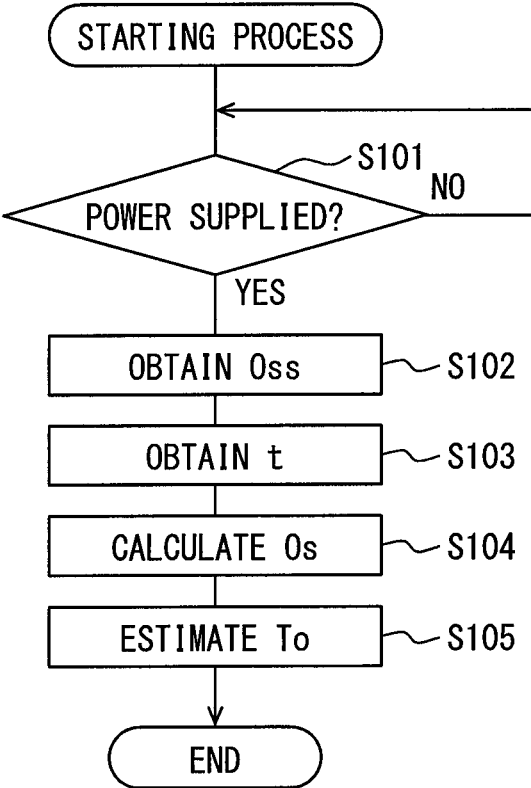 STARTING PROCESS
S101
NO
POWER SUPPLIED?
YES
OBTAIN Oss
S102
OBTAIN t
S103
CALCULATE Os
S104
ESTIMATE To
S105
END